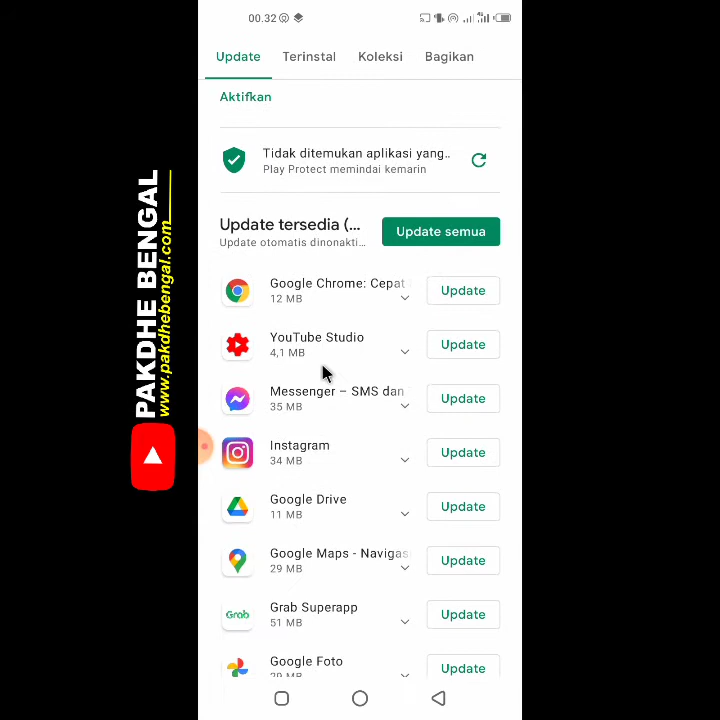 00.32
Update Terinstal Koleksi Bagikan
Aktifkan
Tidak ditemukan aplikasi yang..
Play Protect memindai kemarin
Update tersedia (...
Update otomatis dinonakti...
Update semua
Google Chrome: Cepat
12 MB
Update
YouTube Studio
4,1 MB
Update
Messenger – SMS dan
35 MB
Update
Instagram
34 MB
Update
Google Drive
11 MB
Update
Google Maps - Navigas
29 MB
Update
Grab
Grab Superapp
51 MB
Update
Google Foto
29 MB
Update
PAKDHE BENGAL
www.pakdhebengal.com